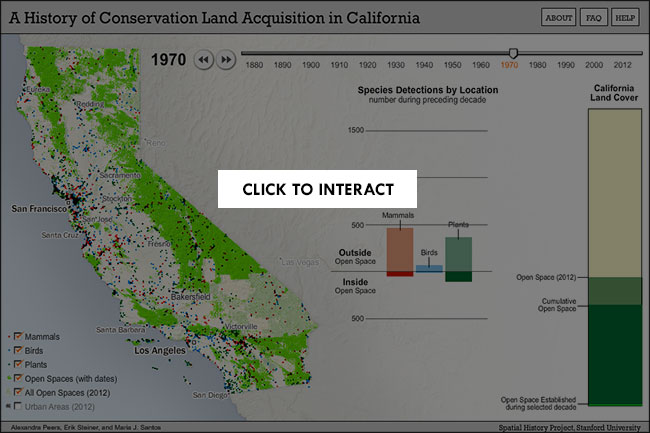 A History of Conservation Land Acquisition in California
ABOUT
FAQ
HELP
1970
1880 1890 1900 1910 1920 1930 1940 1950 1960 1970 1980 1990 2000 2012
Species Detections by Location
number during preceding decade
1500
500
Mammals
Birds
Plants
Outside
Open Space
Inside
Open Space
500
California
Land Cover
Open Space (2012)
Cumulative
Open Space
Open Space Established
during selected decade
CLICK TO INTERACT
Eureka
Redding
Reno
Sacramento
Stockton
San Francisco
San Jose
Santa Cruz
Fresno
Las Vegas
Bakersfield
Santa Barbara
Victorville
Los Angeles
San Diego
Mammals
Birds
Plants
Open Spaces (with dates)
All Open Spaces (2012)
Urban Areas (2012)
Alexandra Peers, Erik Steiner, and Maria J. Santos
Spatial History Project, Stanford University